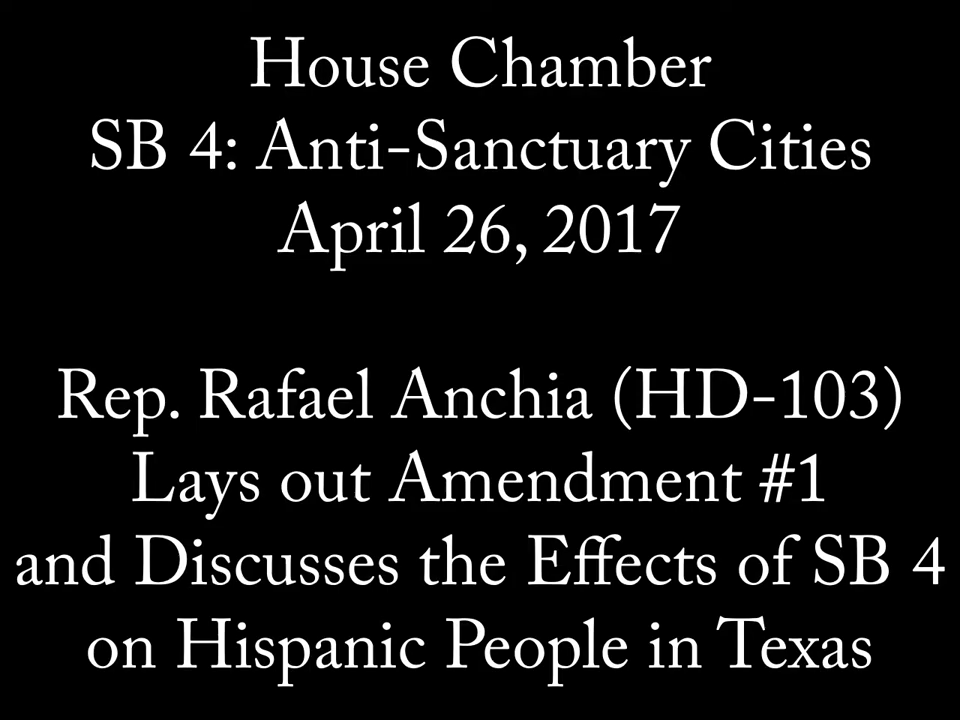 House Chamber
SB 4: Anti-Sanctuary Cities
April 26, 2017
Rep. Rafael Anchia (HD-103)
Lays out Amendment #1
and Discusses the Effects of SB 4
on Hispanic People in Texas